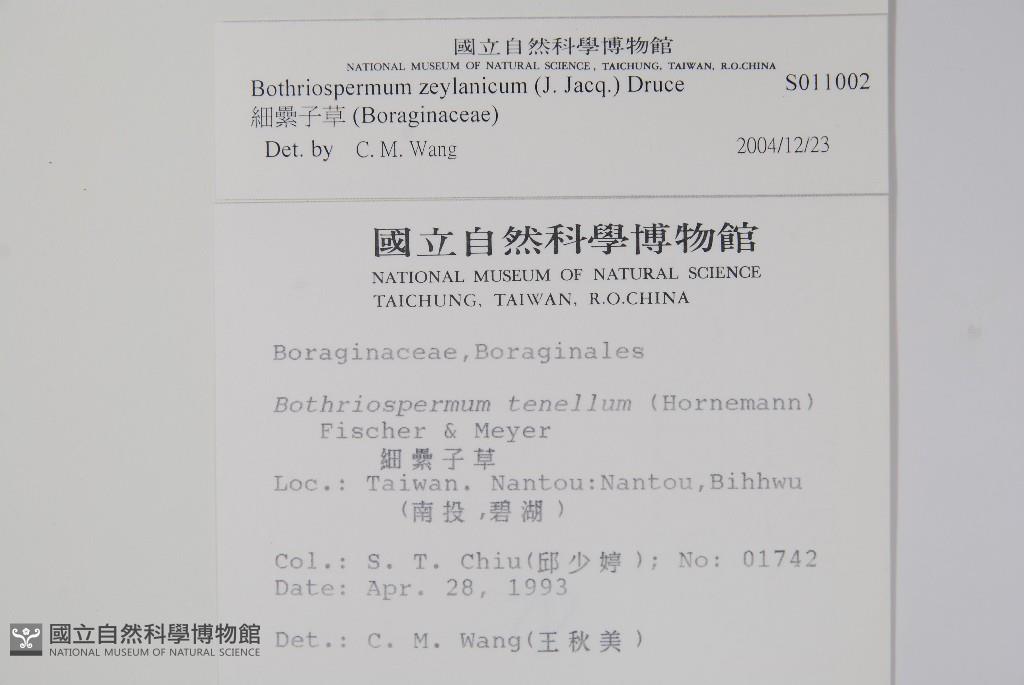 國立自然科學博物館
NATIONAL MUSEUM OF NATURAL SCIENCE, TAICHUNG, TAIWAN, R.O.CHINA
Bothriospermum zeylanicum (J. Jacq.) Druce S011002
細纍子草 (Boraginaceae)
Det. by C. M. Wang 2004/12/23
國立自然科學博物館
NATIONAL MUSEUM OF NATURAL SCIENCE
TAICHUNG, TAIWAN, R.O.CHINA
Boraginaceae,Boraginales
Bothriospermum tenellum (Hornemann)
Fischer & Meyer
細纍子草
Loc.: Taiwan. Nantou:Nantou,Bihhwu
(南投,碧湖)
Col.: S. T. Chiu(邱少婷); No: 01742
Date: Apr. 28, 1993
Det.: C. M. Wang(王秋美)
國立自然科學博物館
NATIONAL MUSEUM OF NATURAL SCIENCE